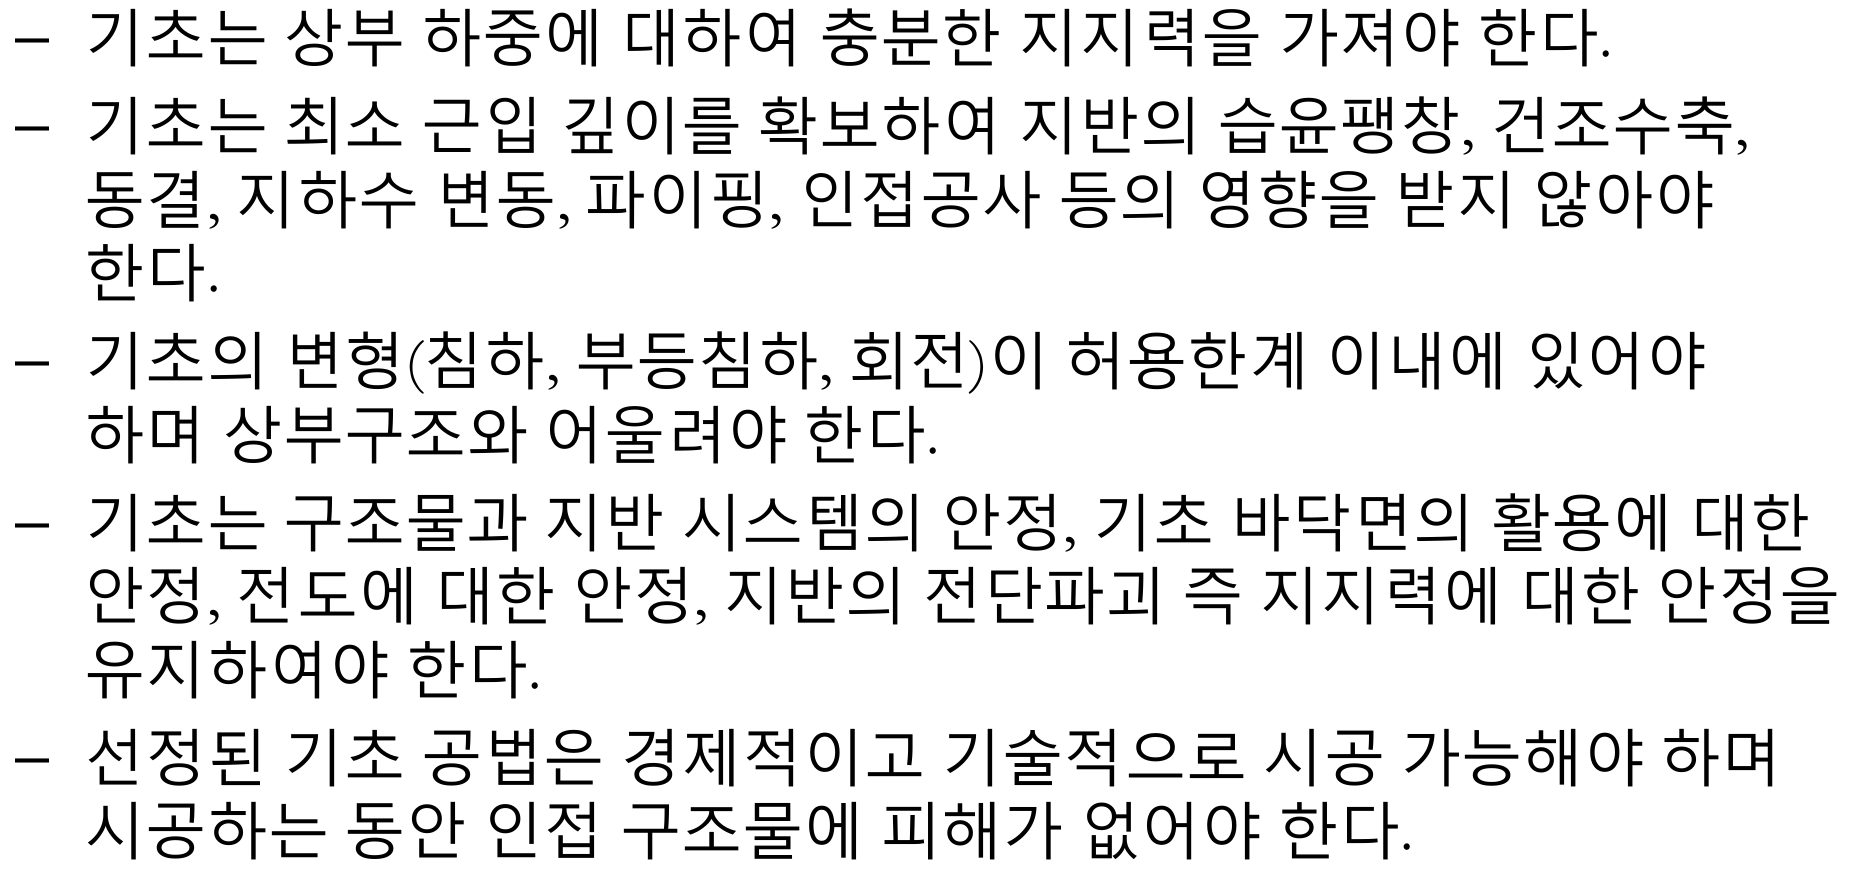 – 기초는 상부 하중에 대하여 충분한 지지력을 가져야 한다.
– 기초는 최소 근입 깊이를 확보하여 지반의 습윤팽창, 건조수축,
동결, 지하수 변동, 파이핑, 인접공사 등의 영향을 받지 않아야
한다.
– 기초의 변형(침하, 부등침하, 회전)이 허용한계 이내에 있어야
하며 상부구조와 어울려야 한다.
– 기초는 구조물과 지반 시스템의 안정, 기초 바닥면의 활용에 대한
안정, 전도에 대한 안정, 지반의 전단파괴 즉 지지력에 대한 안정을
유지하여야 한다.
– 선정된 기초 공법은 경제적이고 기술적으로 시공 가능해야 하며
시공하는 동안 인접 구조물에 피해가 없어야 한다.